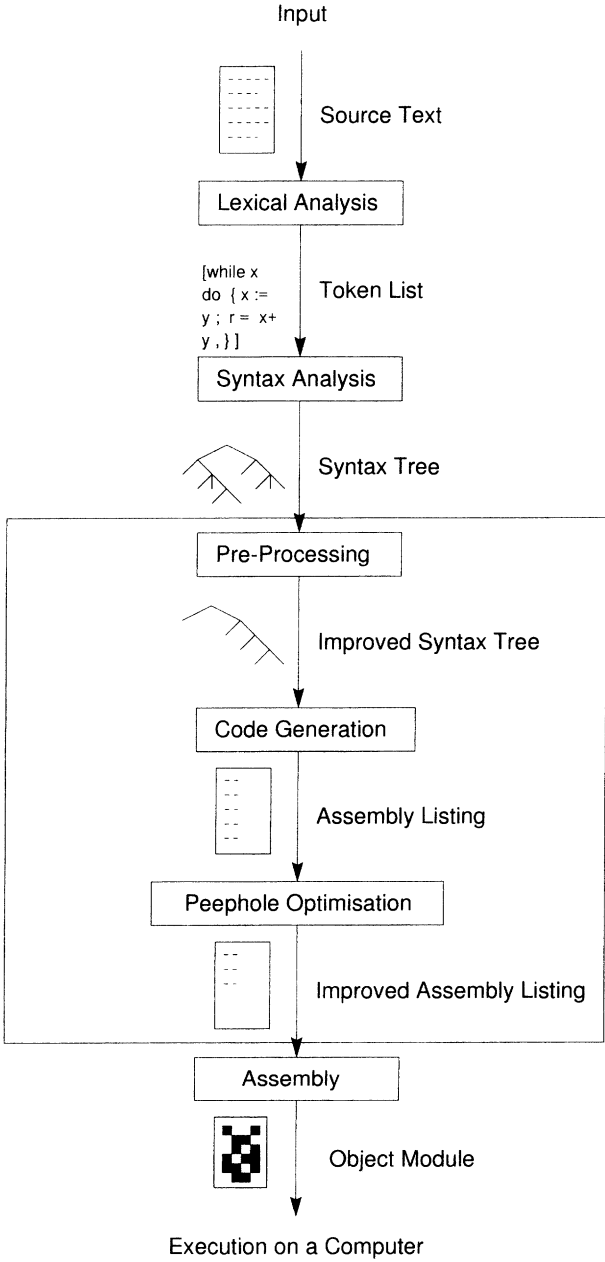 Input
Source Text
Lexical Analysis
[while x
do { x :=
y ; r = x+
y , } ]
Token List
Syntax Analysis
Syntax Tree
Pre-Processing
Improved Syntax Tree
Code Generation
Assembly Listing
Peephole Optimisation
Improved Assembly Listing
Assembly
Object Module
Execution on a Computer